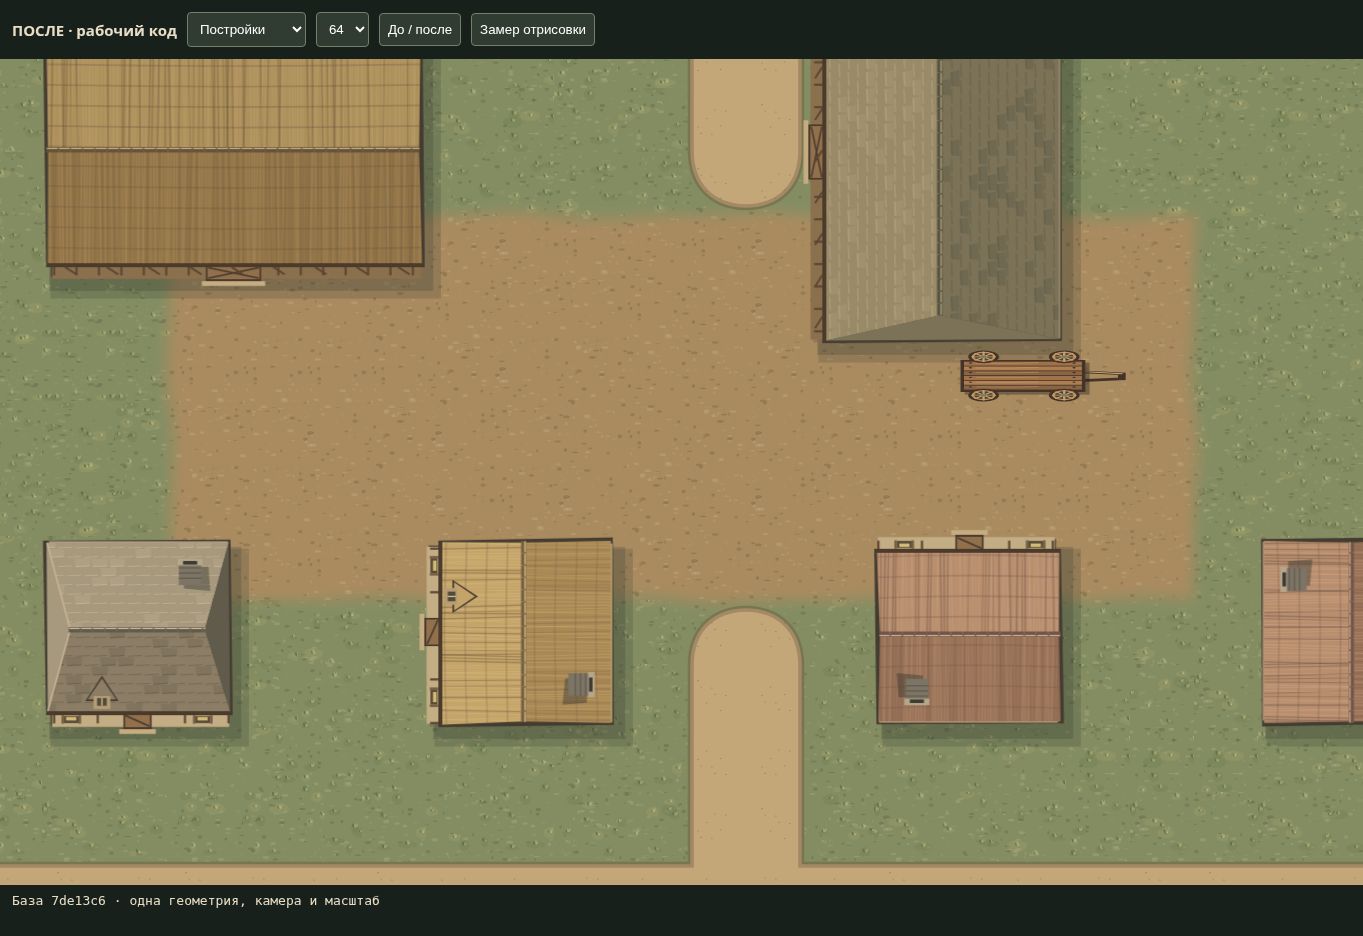 ПОСЛЕ · рабочий код Постройки 64 До / после Замер отрисовки
База 7de13c6 · одна геометрия, камера и масштаб